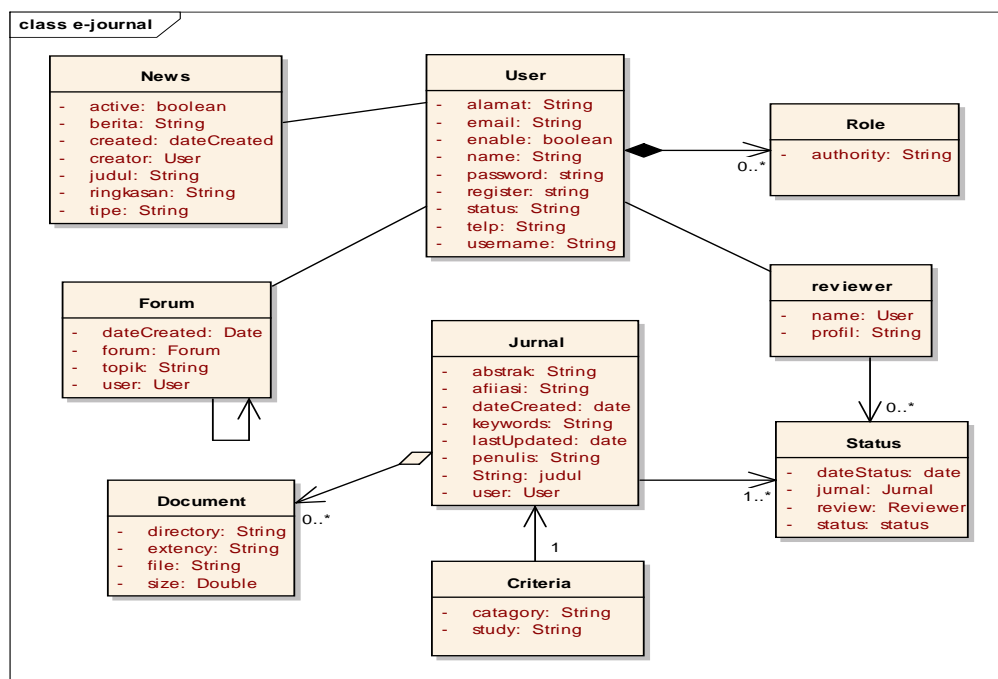 class e-journal
News
- active: boolean
- berita: String
- created: dateCreated
- creator: User
- judul: String
- ringkasan: String
- tipe: String
User
- alamat: String
- email: String
- enable: boolean
- name: String
- password: string
- register: string
- status: String
- telp: String
- username: String
Role
- authority: String
0..*
Forum
- dateCreated: Date
- forum: Forum
- topik: String
- user: User
reviewer
- name: User
- profil: String
0..*
Jurnal
- abstrak: String
- afiiasi: String
- dateCreated: date
- keywords: String
- lastUpdated: date
- penulis: String
- String: judul
- user: User
Status
- dateStatus: date
- jurnal: Jurnal
- review: Reviewer
- status: status
1..*
Document
- directory: String
- extency: String
- file: String
- size: Double
0..*
1
Criteria
- catagory: String
- study: String